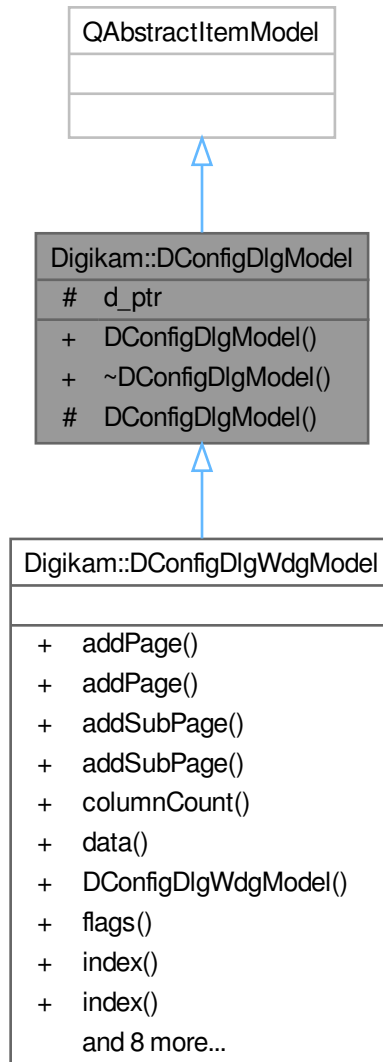 QAbstractItemModel
Digikam::DConfigDlgModel
# d_ptr
+ DConfigDlgModel()
+ ~DConfigDlgModel()
# DConfigDlgModel()
Digikam::DConfigDlgWdgModel
+ addPage()
+ addPage()
+ addSubPage()
+ addSubPage()
+ columnCount()
+ data()
+ DConfigDlgWdgModel()
+ flags()
+ index()
+ index()
and 8 more...